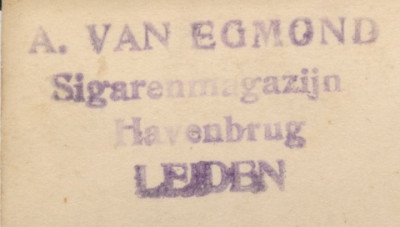 A. VAN EGMOND
Sigarenmagazijn
Havenbrug
LEIDEN